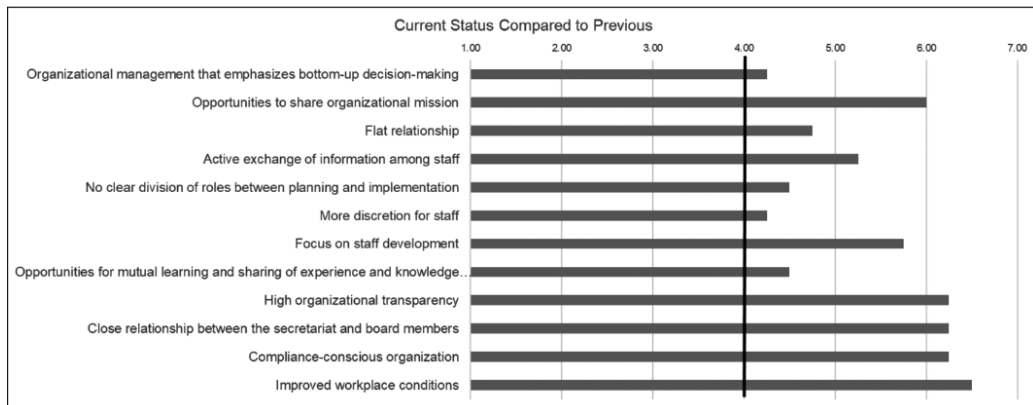 Current Status Compared to Previous
1.00 2.00 3.00 4.00 5.00 6.00 7.00
Organizational management that emphasizes bottom-up decision-making
Opportunities to share organizational mission
Flat relationship
Active exchange of information among staff
No clear division of roles between planning and implementation
More discretion for staff
Focus on staff development
Opportunities for mutual learning and sharing of experience and knowledge...
High organizational transparency
Close relationship between the secretariat and board members
Compliance-conscious organization
Improved workplace conditions